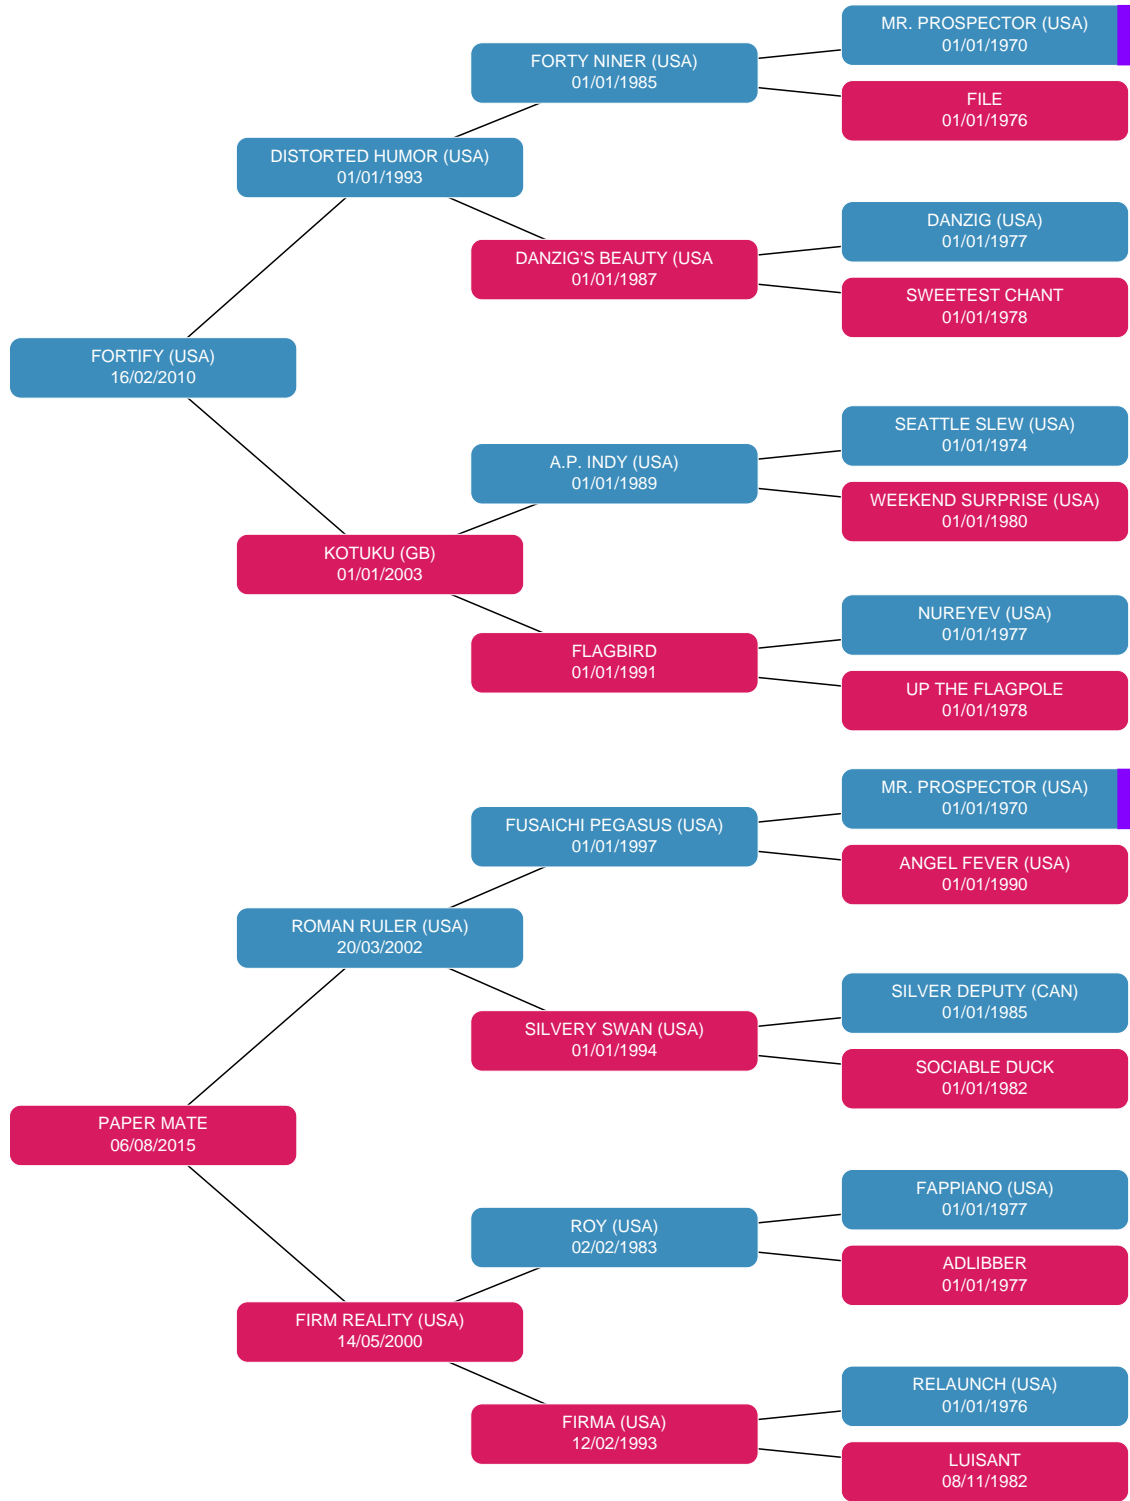 MR. PROSPECTOR (USA)
01/01/1970
FORTY NINER (USA)
01/01/1985
FILE
01/01/1976
DISTORTED HUMOR (USA)
01/01/1993
DANZIG (USA)
01/01/1977
DANZIG'S BEAUTY (USA
01/01/1987
SWEETEST CHANT
01/01/1978
FORTIFY (USA)
16/02/2010
SEATTLE SLEW (USA)
01/01/1974
A.P. INDY (USA)
01/01/1989
WEEKEND SURPRISE (USA)
01/01/1980
KOTUKU (GB)
01/01/2003
NUREYEV (USA)
01/01/1977
FLAGBIRD
01/01/1991
UP THE FLAGPOLE
01/01/1978
MR. PROSPECTOR (USA)
01/01/1970
FUSAICHI PEGASUS (USA)
01/01/1997
ANGEL FEVER (USA)
01/01/1990
ROMAN RULER (USA)
20/03/2002
SILVER DEPUTY (CAN)
01/01/1985
SILVERY SWAN (USA)
01/01/1994
SOCIABLE DUCK
01/01/1982
PAPER MATE
06/08/2015
FAPPIANO (USA)
01/01/1977
ROY (USA)
02/02/1983
ADLIBBER
01/01/1977
FIRM REALITY (USA)
14/05/2000
RELAUNCH (USA)
01/01/1976
FIRMA (USA)
12/02/1993
LUISANT
08/11/1982